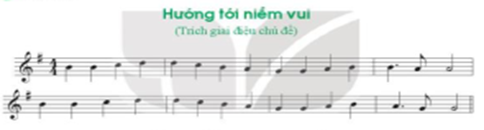 Hướng tới niềm vui
(Trích giai điệu chủ đề)